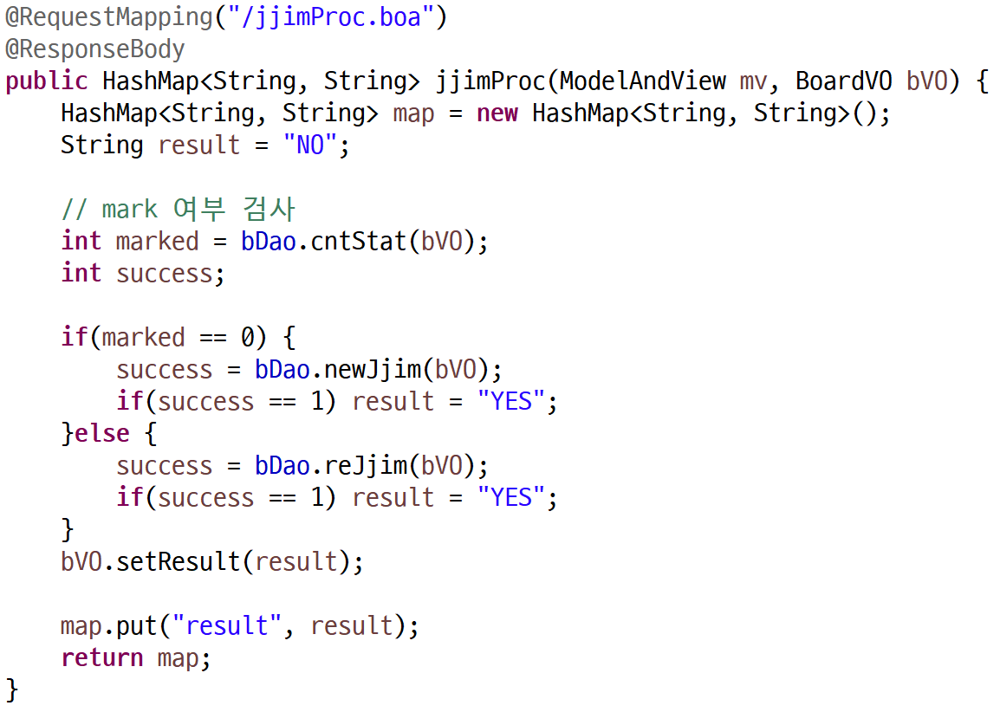 @RequestMapping("/jjimProc.boa")
@ResponseBody
public HashMap<String, String> jjimProc(ModelAndView mv, BoardVO bVO) {
    HashMap<String, String> map = new HashMap<String, String>();
    String result = "NO";

    // mark 여부 검사
    int marked = bDao.cntStat(bVO);
    int success;

    if(marked == 0) {
        success = bDao.newJjim(bVO);
        if(success == 1) result = "YES";
    }else {
        success = bDao.reJjim(bVO);
        if(success == 1) result = "YES";
    }
    bVO.setResult(result);

    map.put("result", result);
    return map;
}